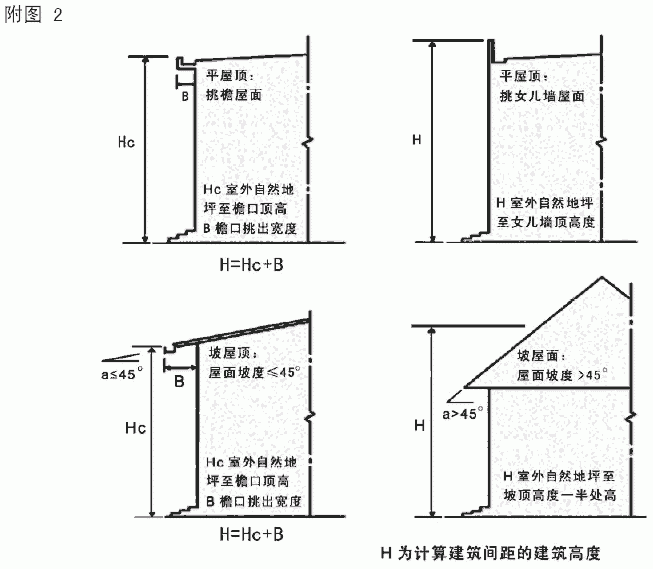 附图 2
平屋顶：
挑檐屋面
B
Hc
Hc 室外自然地
坪至檐口顶高
B 檐口挑出宽度
H=Hc+B
平屋顶：
挑女儿墙屋面
H
H 室外自然地坪
至女儿墙顶高度
a≤45°
坡屋顶：
屋面坡度≤45°
B
Hc
Hc 室外自然地
坪至檐口顶高
B 檐口挑出宽度
H=Hc+B
坡屋面：
屋面坡度>45°
a>45°
H
H 室外自然地坪至
坡顶高度一半处高
H 为计算建筑间距的建筑高度